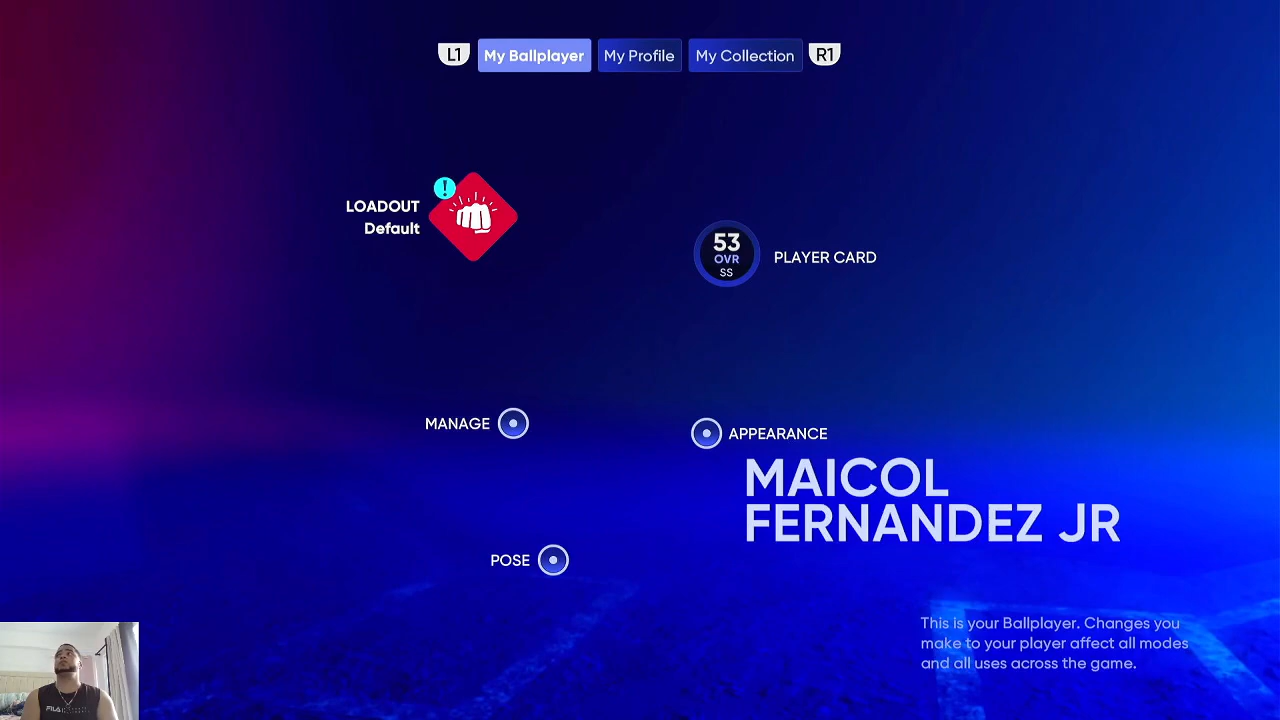 L1 My Ballplayer My Profile My Collection R1
!
LOADOUT
Default
53
OVR
SS
PLAYER CARD
MANAGE
APPEARANCE
MAICOL
FERNANDEZ JR
POSE
This is your Ballplayer. Changes you
make to your player affect all modes
and all uses across the game.
FILA